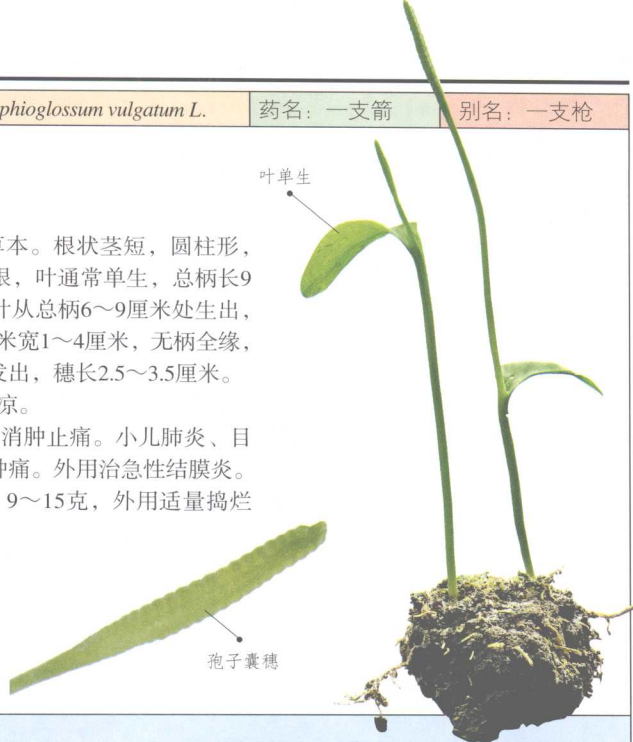 phioglossum vulgatum L. 药名：一支箭 别名：一支枪
叶单生
草本。根状茎短，圆柱形，
根，叶通常单生，总柄长9
叶从总柄6～9厘米处生出，
米宽1～4厘米，无柄全缘，
发出，穗长2.5～3.5厘米。
凉。
消肿止痛。小儿肺炎、目
肿痛。外用治急性结膜炎。
9～15克，外用适量捣烂
孢子囊穗